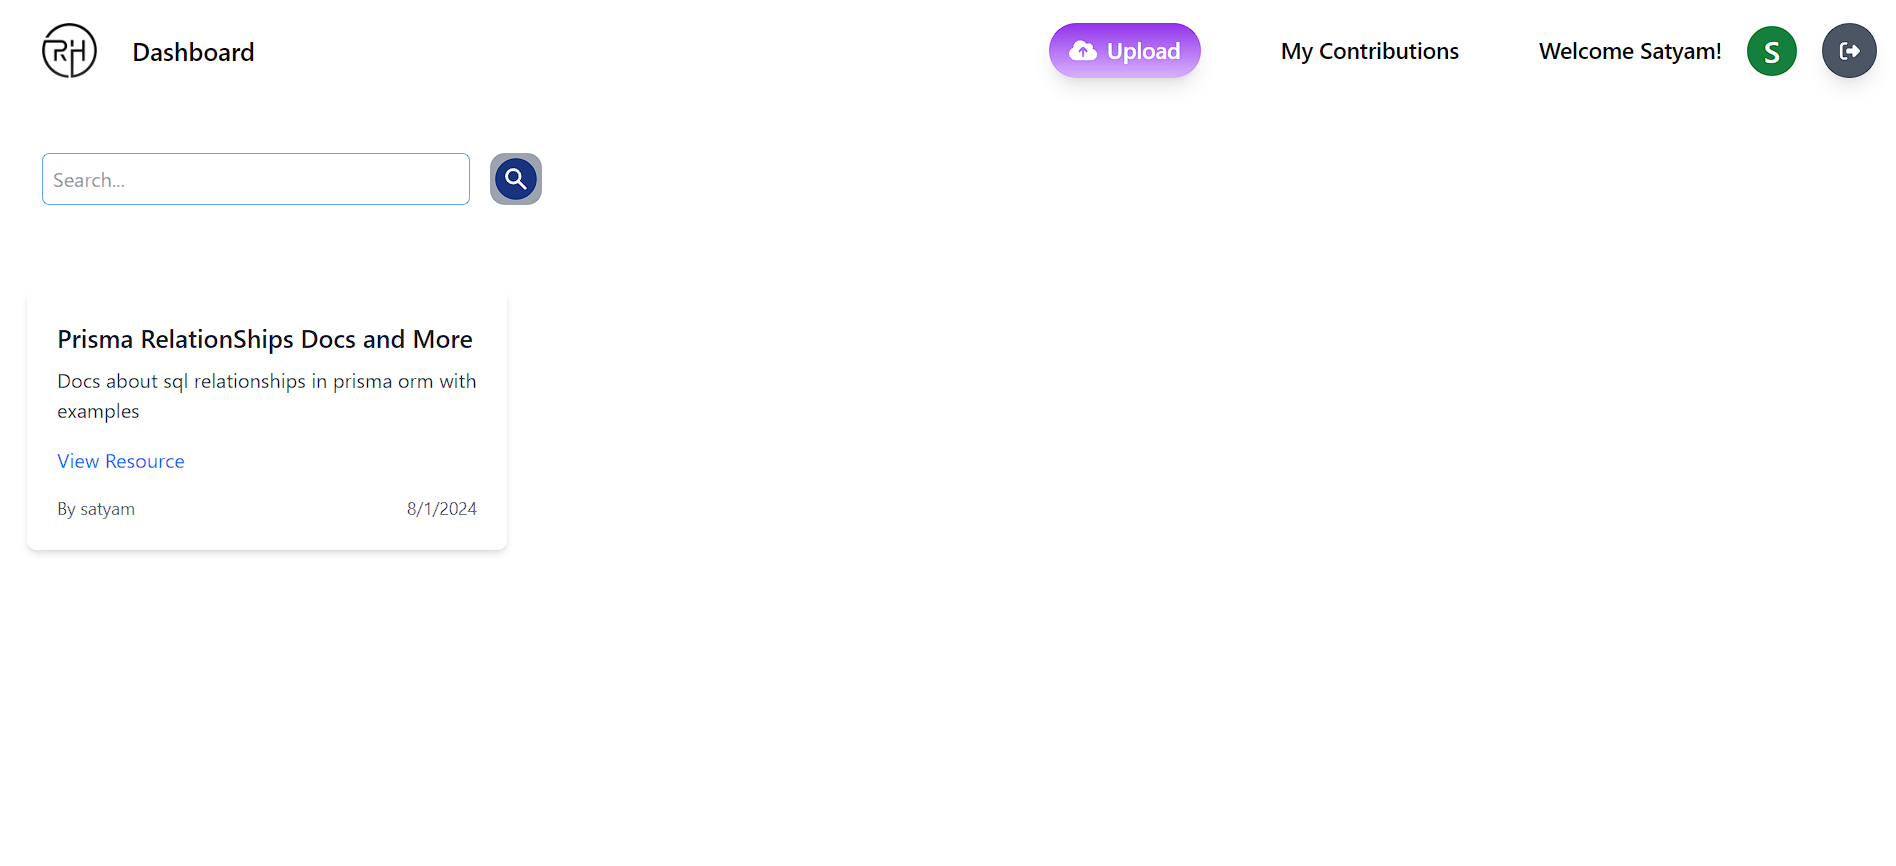 RH
Dashboard
Upload
My Contributions
Welcome Satyam!
S
Search...
Prisma RelationShips Docs and More
Docs about sql relationships in prisma orm with
examples
View Resource
By satyam
8/1/2024